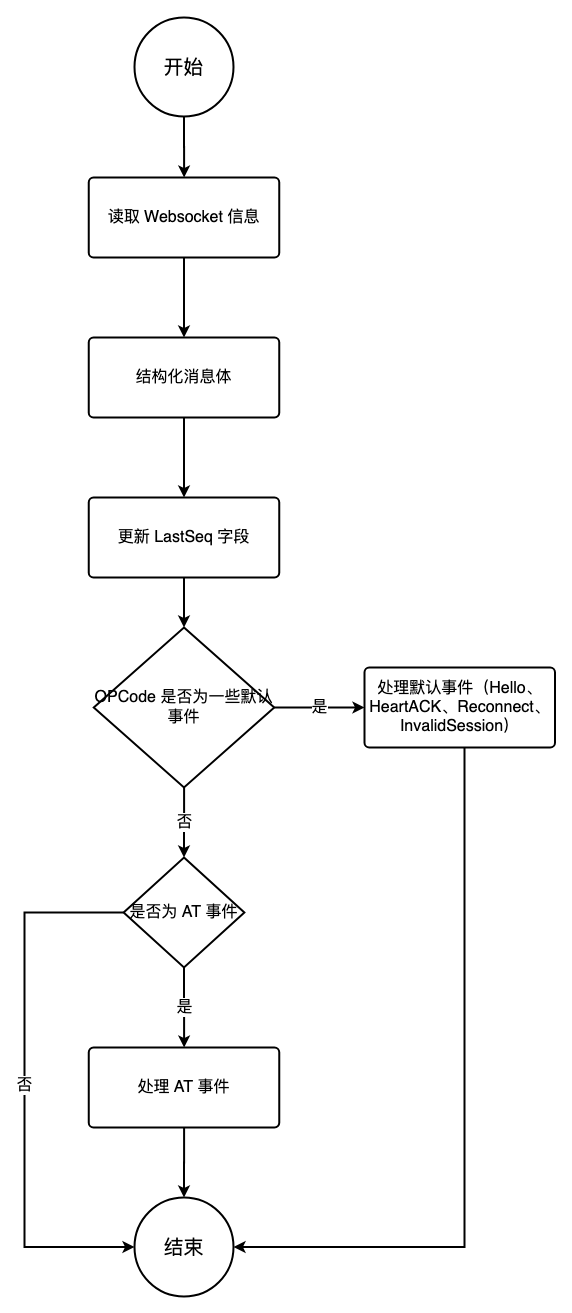 开始
读取 Websocket 信息
结构化消息体
更新 LastSeq 字段
OPCode 是否为一些默认
事件
是
处理默认事件（Hello、
HeartACK、Reconnect、
InvalidSession）
否
是否为 AT 事件
是
否
处理 AT 事件
结束